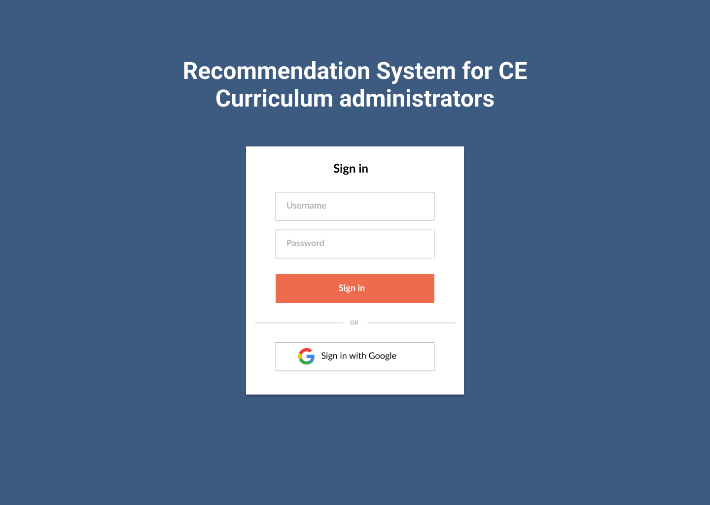 Recommendation System for CE
Curriculum administrators
Sign in
Username
Password
Sign in
OR
Sign in with Google